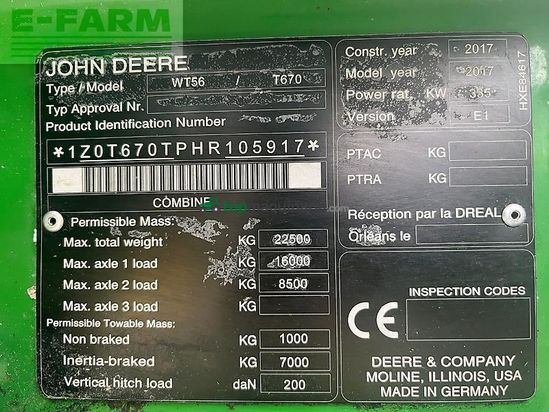 E-FARM
JOHN DEERE
Type / Model WT56 / T670
Typ Approval Nr.
Product Identification Number
*1Z0T670TPHR105917*
COMBINE
Permissible Mass:
Max. total weight KG 22500
Max. axle 1 load KG 16000
Max. axle 2 load KG 8500
Max. axle 3 load KG
Permissible Towable Mass:
Non braked KG 1000
Inertia-braked KG 7000
Vertical hitch load daN 200
Constr. year 2017
Model year 2017
Power rat. KW 355
Version E1
HXE84617
PTAC KG
PTRA KG
Réception par la DREAL
Orléans le
INSPECTION CODES
CE
DEERE & COMPANY
MOLINE, ILLINOIS, USA
MADE IN GERMANY